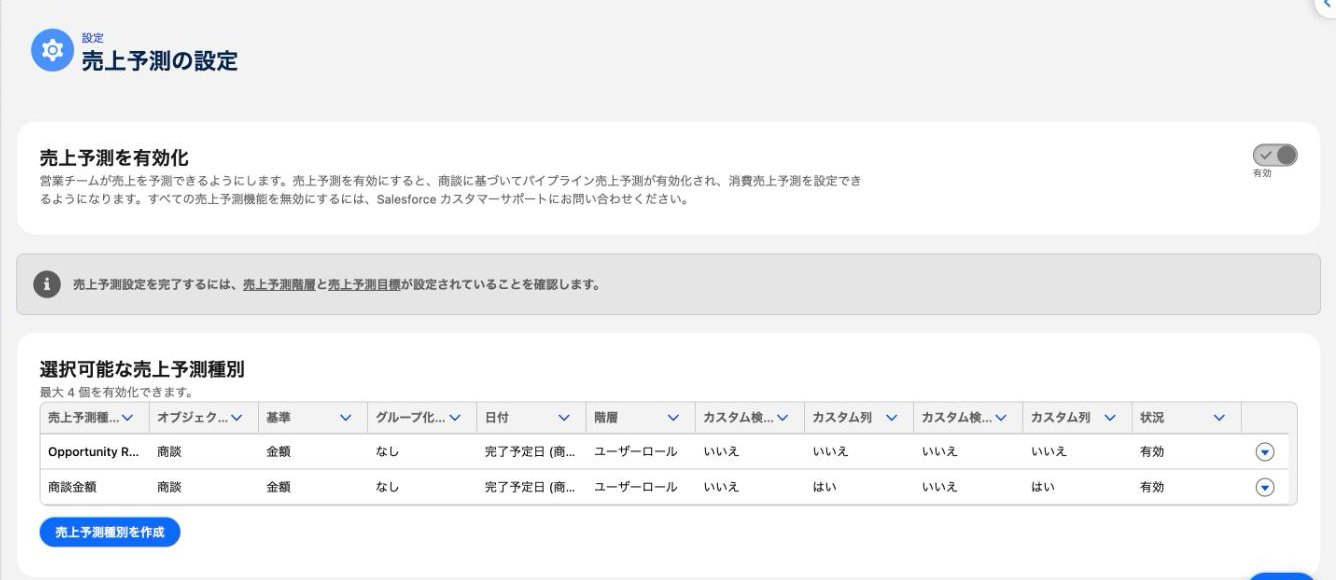 設定
売上予測の設定
売上予測を有効化
営業チームが売上を予測できるようにします。売上予測を有効にすると、商談に基づいてパイプライン売上予測が有効化され、消費売上予測を設定でき
るようになります。すべての売上予測機能を無効にするには、Salesforce カスタマーサポートにお問い合わせください。
有効
売上予測設定を完了するには、売上予測階層と売上予測目標が設定されていることを確認します。
選択可能な売上予測種別
最大 4 個を有効化できます。
売上予測種... オブジェク... 基準 グループ化... 日付 階層 カスタム検... カスタム列 カスタム検... カスタム列 状況
Opportunity R... 商談 金額 なし 完了予定日 (商... ユーザーロール いいえ いいえ いいえ いいえ 有効
商談金額 商談 金額 なし 完了予定日 (商... ユーザーロール いいえ はい いいえ はい 有効
売上予測種別を作成